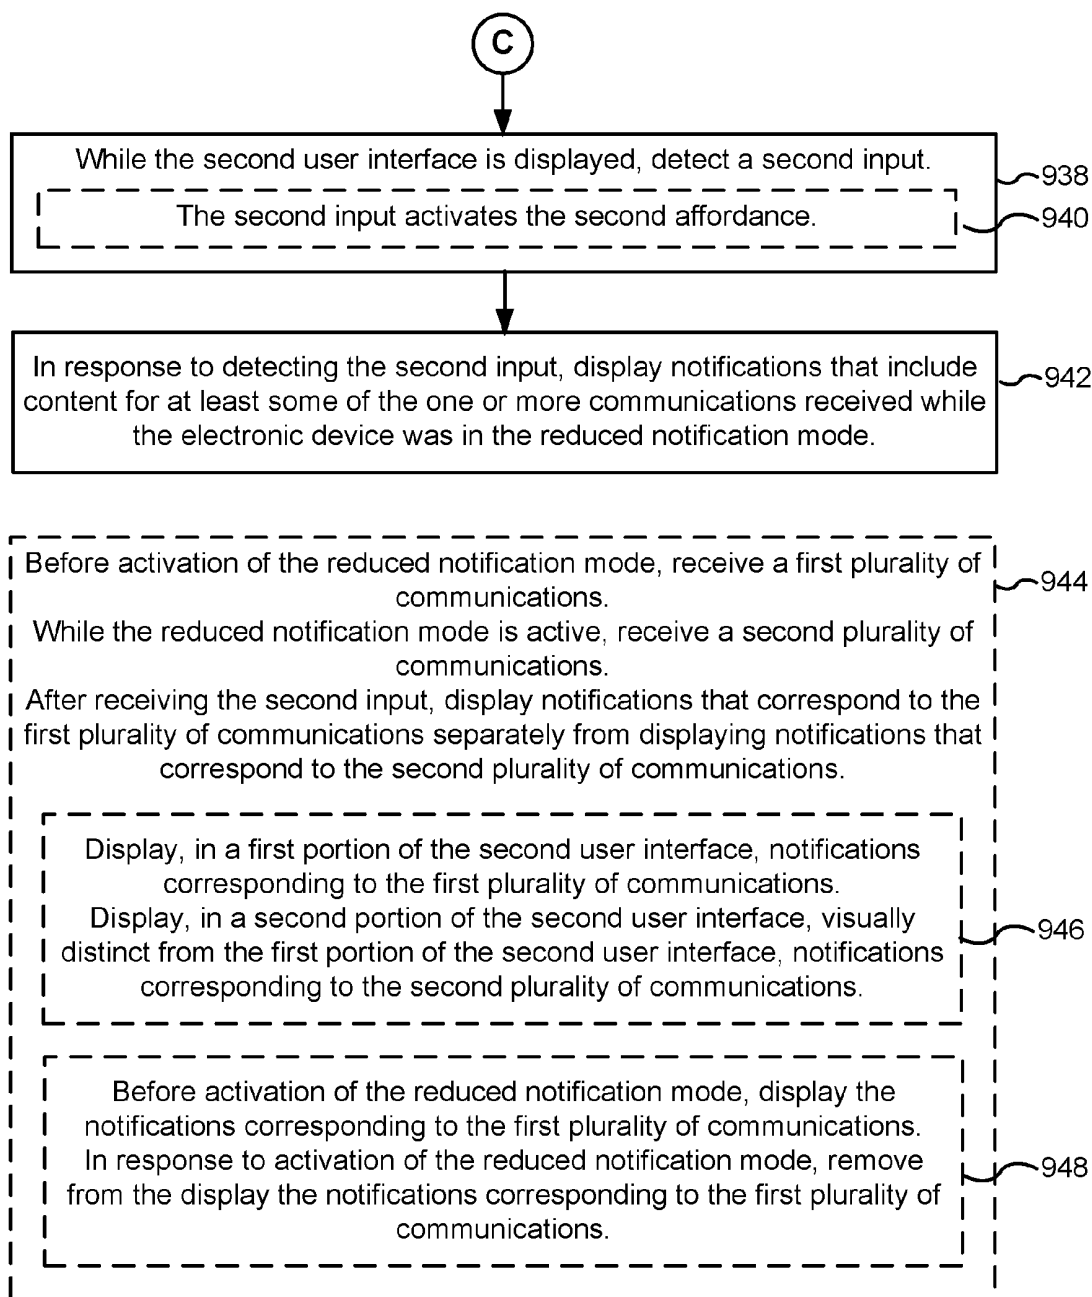 C
While the second user interface is displayed, detect a second input.
938
The second input activates the second affordance.
940
In response to detecting the second input, display notifications that include
content for at least some of the one or more communications received while
the electronic device was in the reduced notification mode.
942
Before activation of the reduced notification mode, receive a first plurality of
communications.
While the reduced notification mode is active, receive a second plurality of
communications.
After receiving the second input, display notifications that correspond to the
first plurality of communications separately from displaying notifications that
correspond to the second plurality of communications.
944
Display, in a first portion of the second user interface, notifications
corresponding to the first plurality of communications.
Display, in a second portion of the second user interface, visually
distinct from the first portion of the second user interface, notifications
corresponding to the second plurality of communications.
946
Before activation of the reduced notification mode, display the
notifications corresponding to the first plurality of communications.
In response to activation of the reduced notification mode, remove
from the display the notifications corresponding to the first plurality of
communications.
948